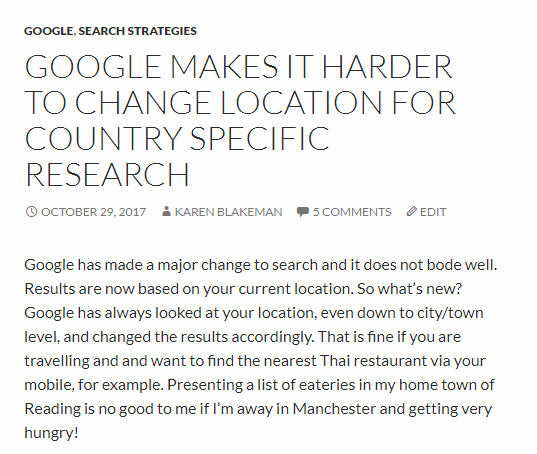 GOOGLE, SEARCH STRATEGIES
GOOGLE MAKES IT HARDER
TO CHANGE LOCATION FOR
COUNTRY SPECIFIC
RESEARCH
OCTOBER 29, 2017 KAREN BLAKEMAN 5 COMMENTS EDIT
Google has made a major change to search and it does not bode well.
Results are now based on your current location. So what’s new?
Google has always looked at your location, even down to city/town
level, and changed the results accordingly. That is fine if you are
travelling and and want to find the nearest Thai restaurant via your
mobile, for example. Presenting a list of eateries in my home town of
Reading is no good to me if I’m away in Manchester and getting very
hungry!